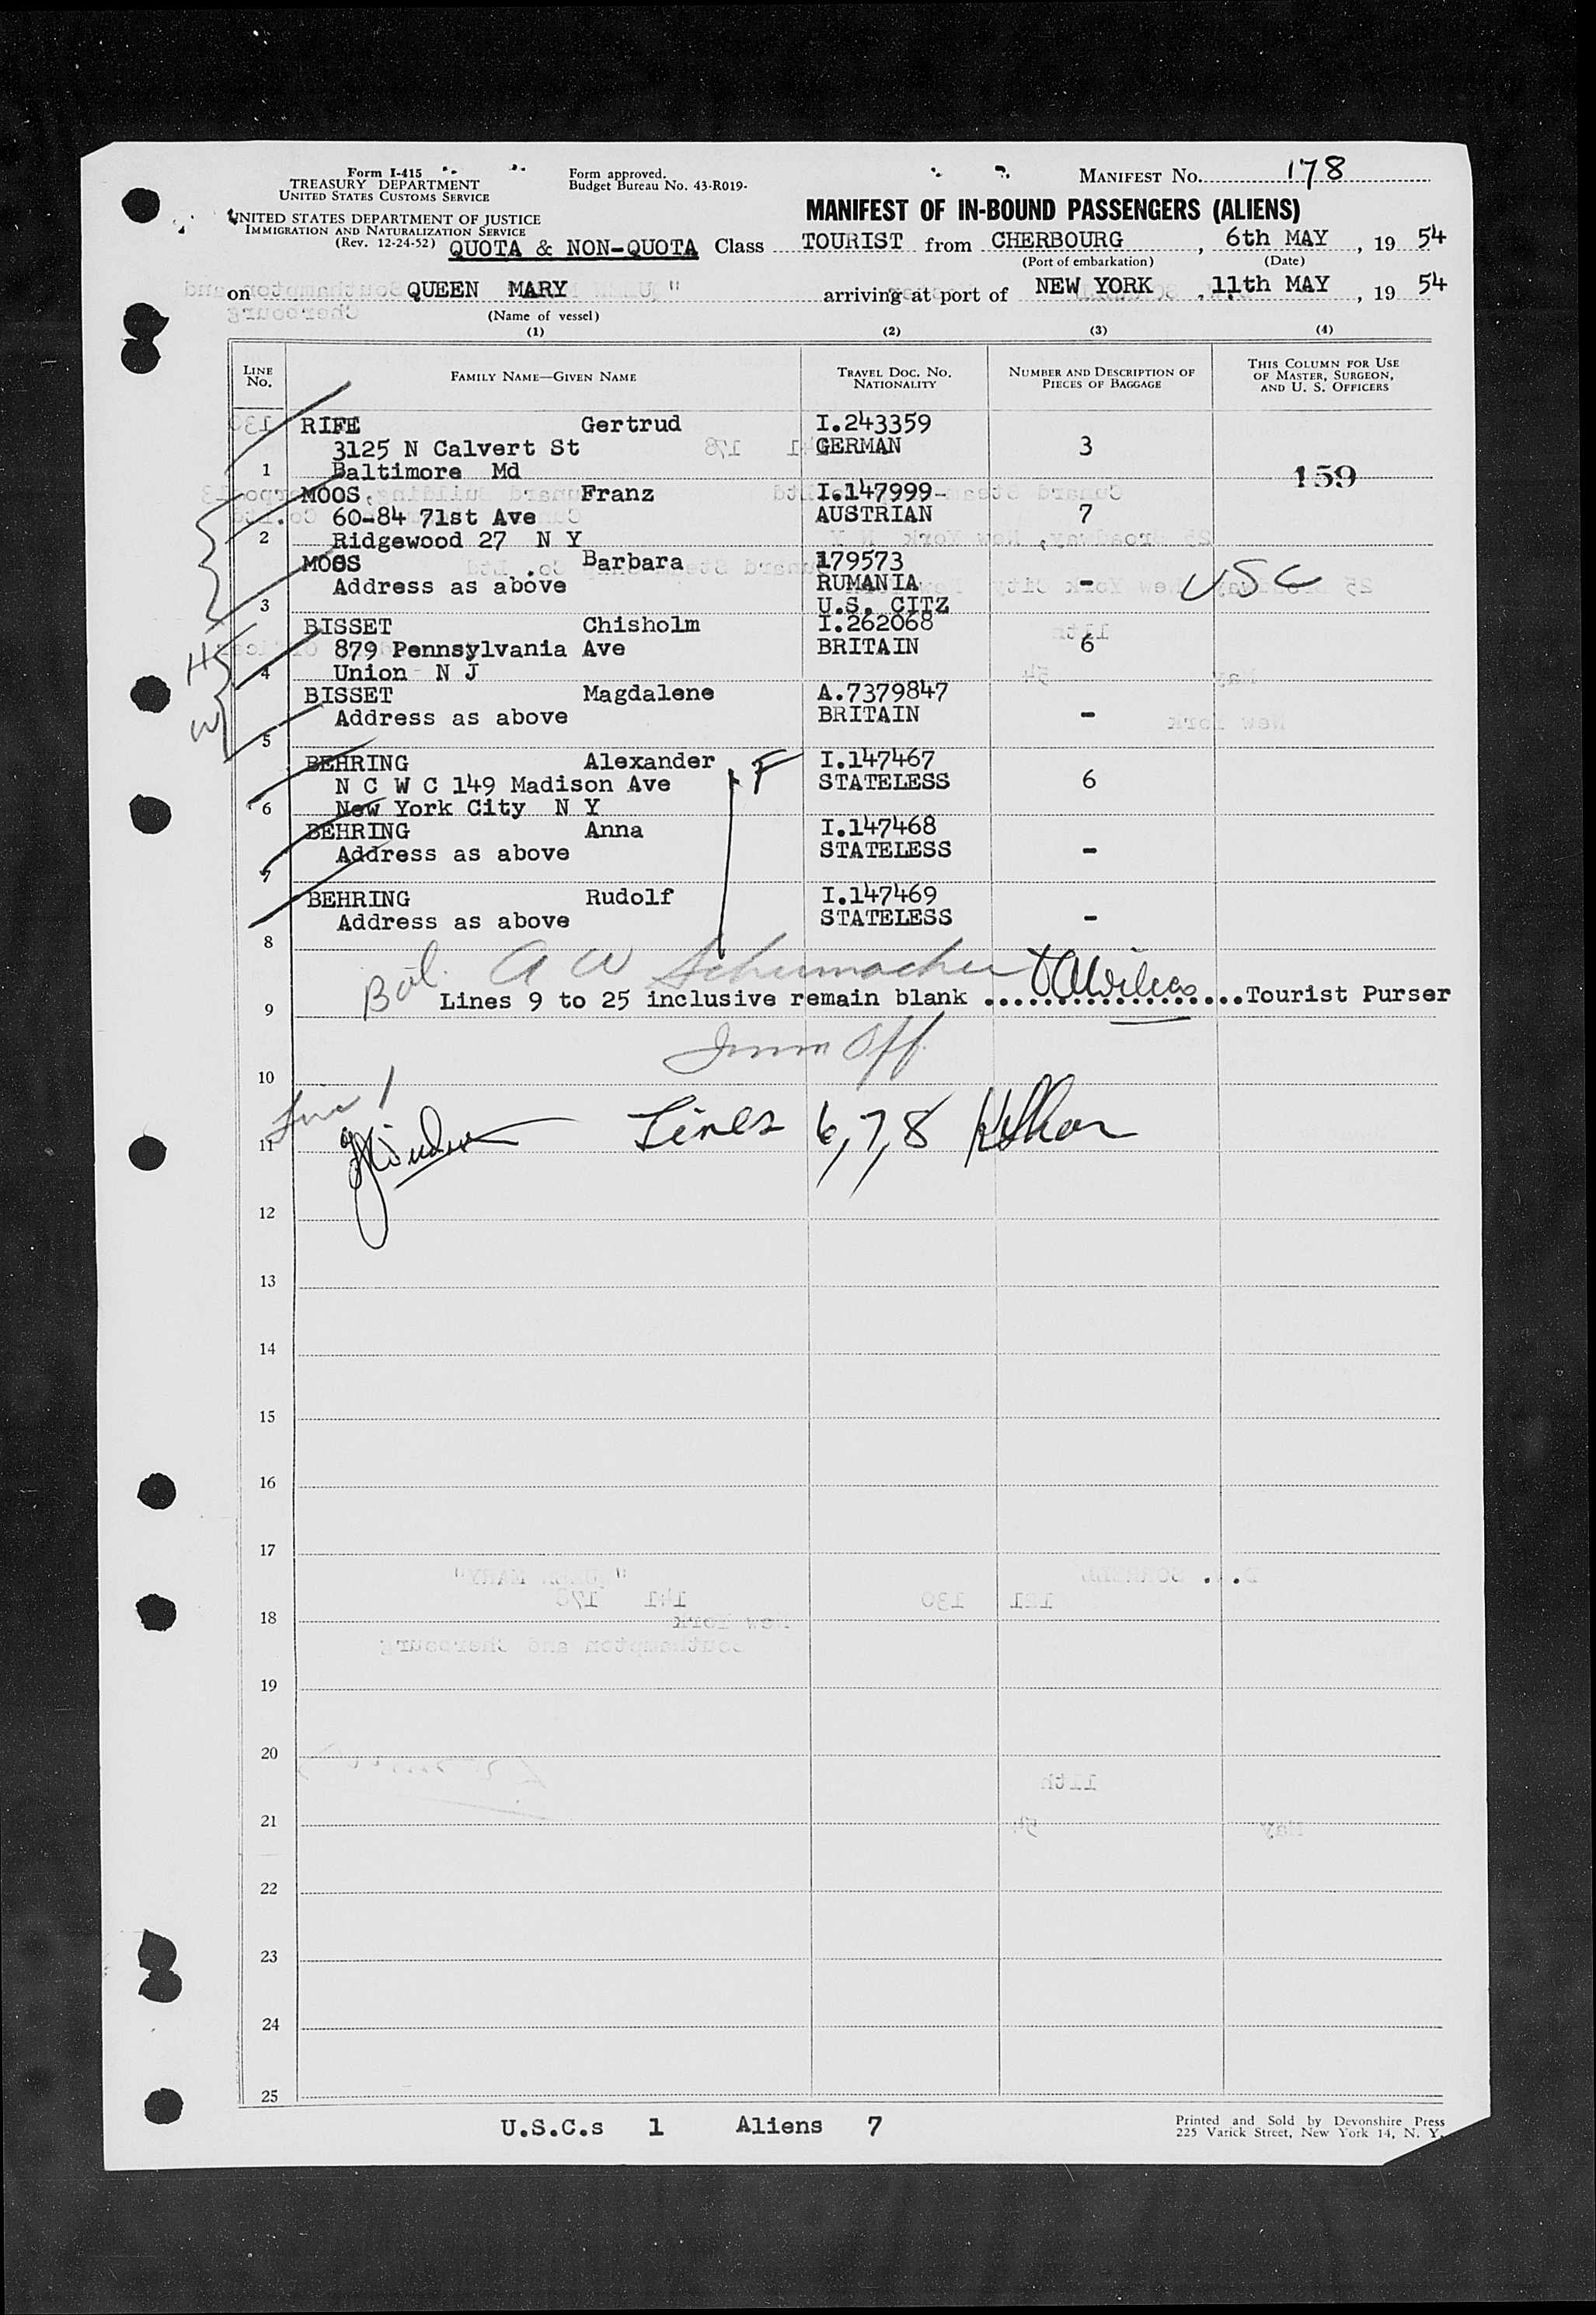 Form I-415
TREASURY DEPARTMENT
UNITED STATES CUSTOMS SERVICE
Form approved.
Budget Bureau No. 43-R019.
MANIFEST No. 178
UNITED STATES DEPARTMENT OF JUSTICE
IMMIGRATION AND NATURALIZATION SERVICE
(Rev. 12-24-52)
MANIFEST OF IN-BOUND PASSENGERS (ALIENS)
QUOTA & NON-QUOTA Class TOURIST from CHERBOURG, 6th MAY, 19 54
(Port of embarkation) (Date)
on QUEEN MARY arriving at port of NEW YORK, 11th MAY, 19 54
(Name of vessel)
(1) (2) (3) (4)
LINE No. FAMILY NAME—GIVEN NAME TRAVEL DOC. No. NATIONALITY NUMBER AND DESCRIPTION OF PIECES OF BAGGAGE THIS COLUMN FOR USE OF MASTER, SURGEON, AND U. S. OFFICERS
RIFE Gertrud I.243359
3125 N Calvert St GERMAN 3
1 Baltimore Md
159
MOOS, Franz I.147999-
60-84 71st Ave AUSTRIAN 7
2 Ridgewood 27 N Y
MOOS Barbara 179573
Address as above RUMANIA - USC
3 U.S. CITZ
BISSET Chisholm I.262068
H 879 Pennsylvania Ave BRITAIN 6
4 Union N J
BISSET Magdalene A.7379847
W Address as above BRITAIN -
5
BEHRING Alexander F I.147467
N C W C 149 Madison Ave STATELESS 6
6 New York City N Y
BEHRING Anna I.147468
Address as above STATELESS -
7
BEHRING Rudolf I.147469
Address as above STATELESS -
8
Bal. A W Schumacher
9 Lines 9 to 25 inclusive remain blank ...................Tourist Purser
Imm Off.
10
Line 1
Lines 6,7,8
11
12
13
14
15
16
17
18
19
20
21
22
23
24
25
U.S.C.s 1 Aliens 7
Printed and Sold by Devonshire Press
225 Varick Street, New York 14, N. Y.